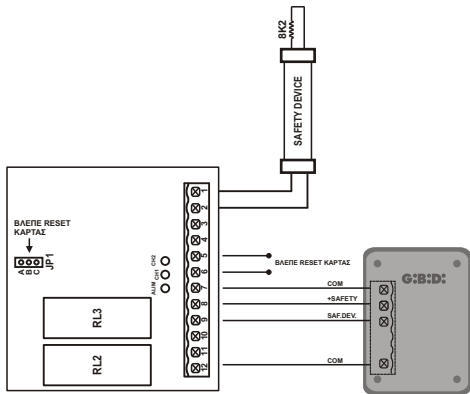 8K2
SAFETY DEVICE
ΒΛΕΠΕ RESET
ΚΑΡΤΑΣ
A
B
C
JP1
ALIM
CH1
CH2
RL3
RL2
1
2
3
4
5
6
7
8
9
10
11
12
ΒΛΕΠΕ RESET ΚΑΡΤΑΣ
COM
+SAFETY
SAF.DEV.
COM
G:B:D: